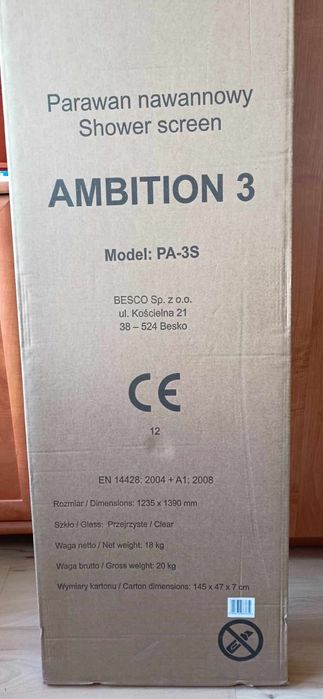 Parawan nawannowy
Shower screen
AMBITION 3
Model: PA-3S
BESCO Sp. z o.o.
ul. Kościelna 21
38 – 524 Besko
CE
12
EN 14428: 2004 + A1: 2008
Rozmiar / Dimensions: 1235 x 1390 mm
Szkło / Glass: Przejrzyste / Clear
Waga netto / Net weight: 18 kg
Waga brutto / Gross weight: 20 kg
Wymiary kartonu / Carton dimensions: 145 x 47 x 7 cm